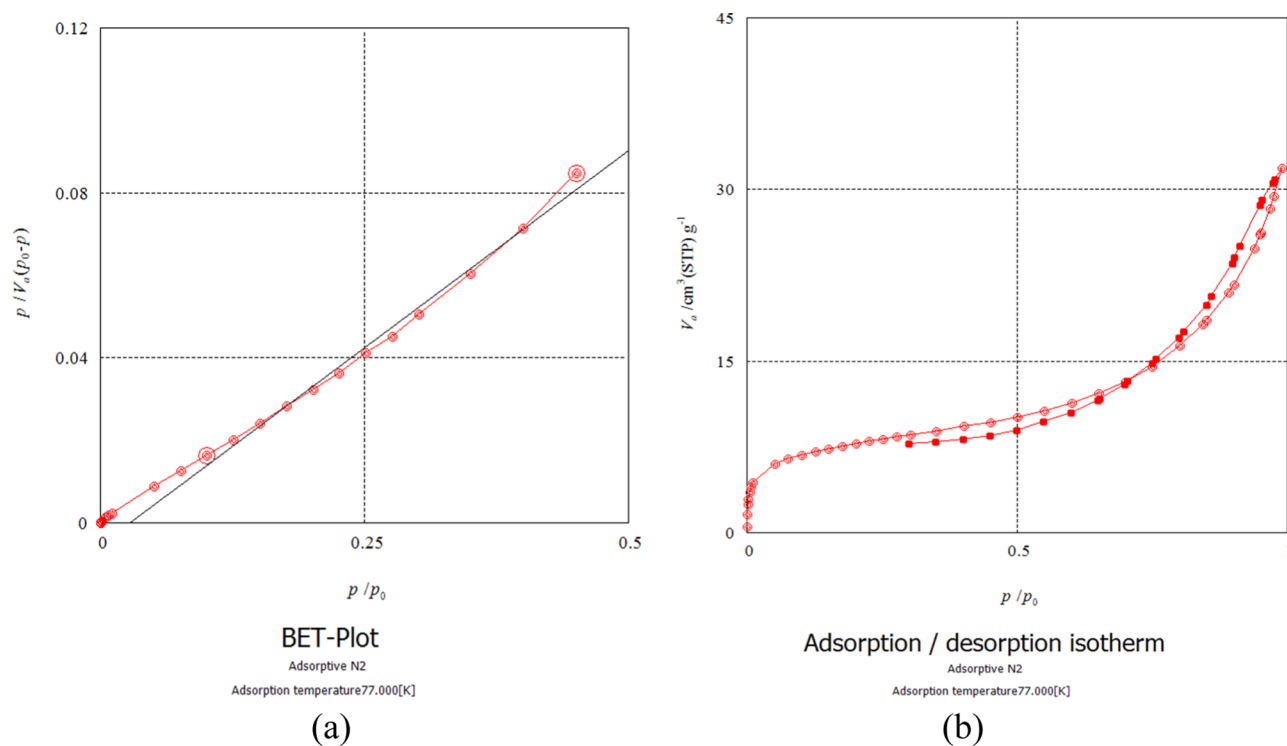 0.12
0.08
0.04
0
p / Va(p0-p)
0
0.25
0.5
p / p0
BET-Plot
Adsorptive N2
Adsorption temperature77.000[K]
(a)
45
30
15
0
Va /cm³(STP) g⁻¹
0
0.5
p / p0
Adsorption / desorption isotherm
Adsorptive N2
Adsorption temperature77.000[K]
(b)